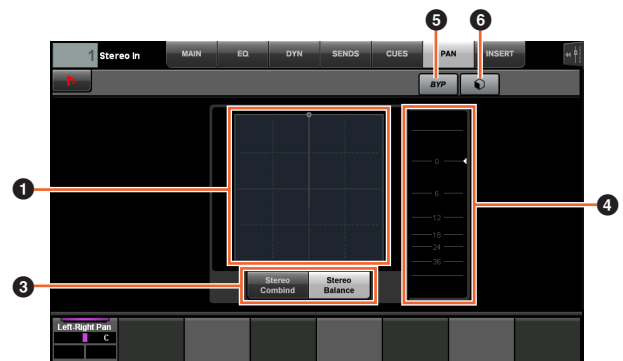 5 6
1 Stereo In MAIN EQ DYN SENDS CUES PAN INSERT
BYP
1
0
6
4
12
18
24
36
3
Stereo Combind
Stereo Balance
Left-Right Pan
C